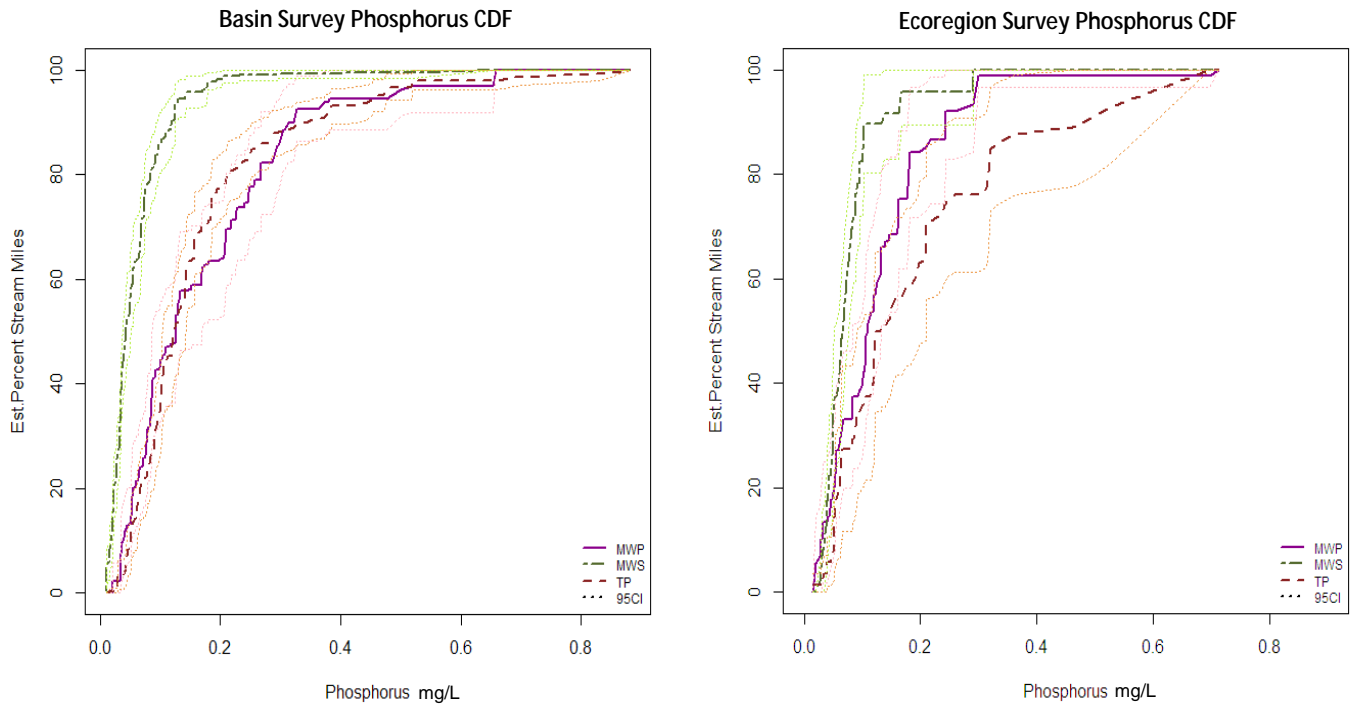 Basin Survey Phosphorus CDF
Est.Percent Stream Miles
100
80
60
40
20
0
0.0 0.2 0.4 0.6 0.8
Phosphorus mg/L
MWP
MWS
TP
95CI
Ecoregion Survey Phosphorus CDF
Est.Percent Stream Miles
100
80
60
40
20
0
0.0 0.2 0.4 0.6 0.8
Phosphorus mg/L
MWP
MWS
TP
95CI